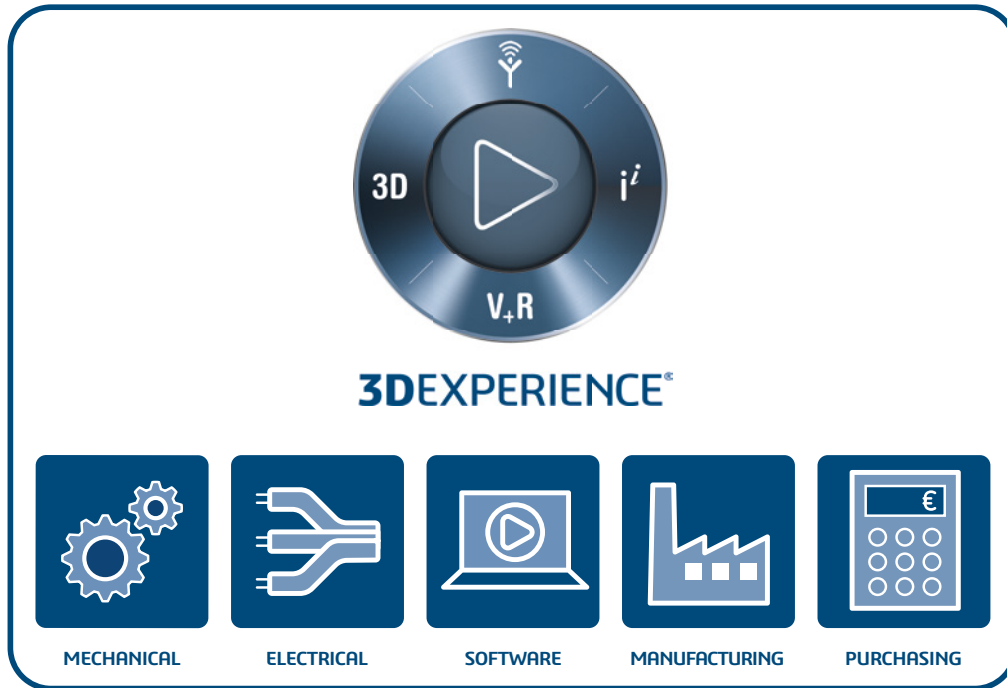 3D
iⁱ
V+R
3DEXPERIENCE®
€
MECHANICAL
ELECTRICAL
SOFTWARE
MANUFACTURING
PURCHASING